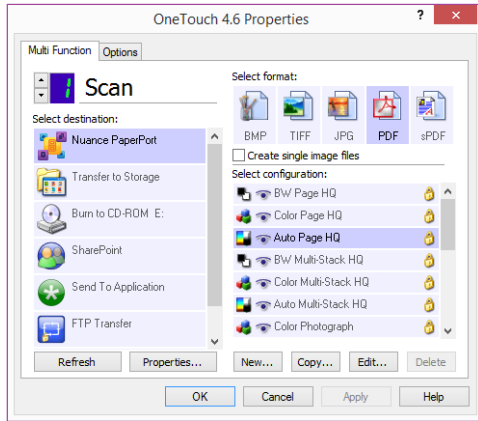 OneTouch 4.6 Properties
? ×
Multi Function Options
1 Scan
Select destination:
Nuance PaperPort
Transfer to Storage
Burn to CD-ROM E:
SharePoint
Send To Application
FTP Transfer
Refresh Properties...
Select format:
BMP TIFF JPG PDF sPDF
Create single image files
Select configuration:
BW Page HQ
Color Page HQ
Auto Page HQ
BW Multi-Stack HQ
Color Multi-Stack HQ
Auto Multi-Stack HQ
Color Photograph
New... Copy... Edit... Delete
OK Cancel Apply Help